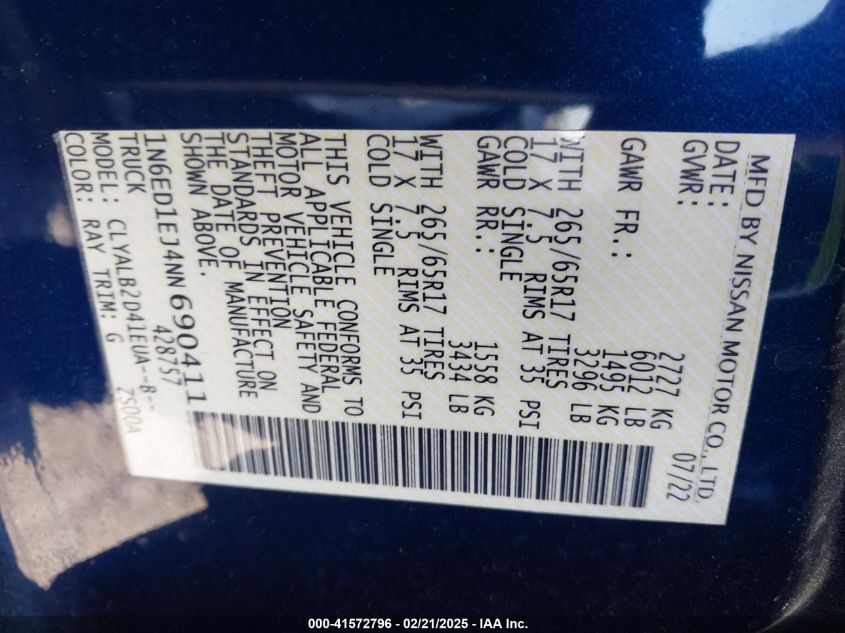 MFD BY NISSAN MOTOR CO., LTD.
DATE: 07/22
GVWR: 2727 KG
6012 LB
GAWR FR.: 1495 KG
3296 LB
WITH 265/65R17 TIRES
17 X 7.5 RIMS AT 35 PSI
COLD SINGLE
GAWR RR.: 1558 KG
3434 LB
WITH 265/65R17 TIRES
17 X 7.5 RIMS AT 35 PSI
COLD SINGLE
THIS VEHICLE CONFORMS TO
ALL APPLICABLE FEDERAL
MOTOR VEHICLE SAFETY AND
THEFT PREVENTION
STANDARDS IN EFFECT ON
THE DATE OF MANUFACTURE
SHOWN ABOVE.
1N6ED1EJ4NN690411
TRUCK 428757
MODEL: CLYALB2D41EUA--B--
COLOR: RAY TRIM: G ZS00A
000-41572796 - 02/21/2025 - IAA Inc.